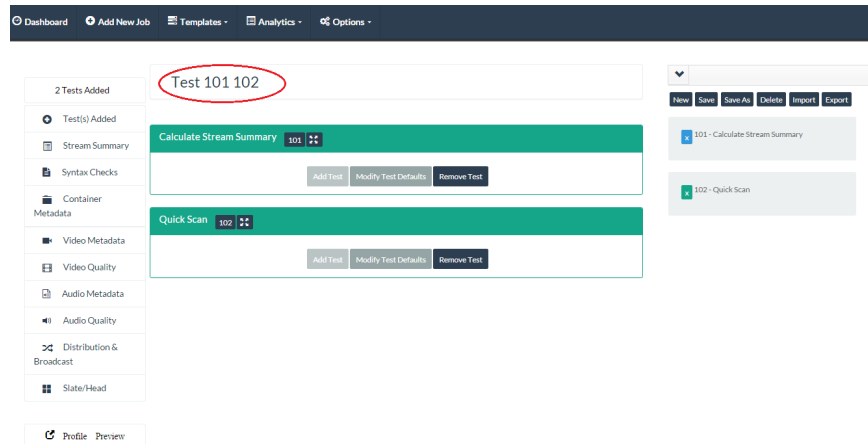 Dashboard Add New Job Templates Analytics Options
2 Tests Added
Test(s) Added
Stream Summary
Syntax Checks
Container
Metadata
Video Metadata
Video Quality
Audio Metadata
Audio Quality
Distribution &
Broadcast
Slate/Head
Profile Preview
Test 101 102
Calculate Stream Summary 101
Add Test Modify Test Defaults Remove Test
Quick Scan 102
Add Test Modify Test Defaults Remove Test
New Save Save As Delete Import Export
x 101 - Calculate Stream Summary
x 102 - Quick Scan